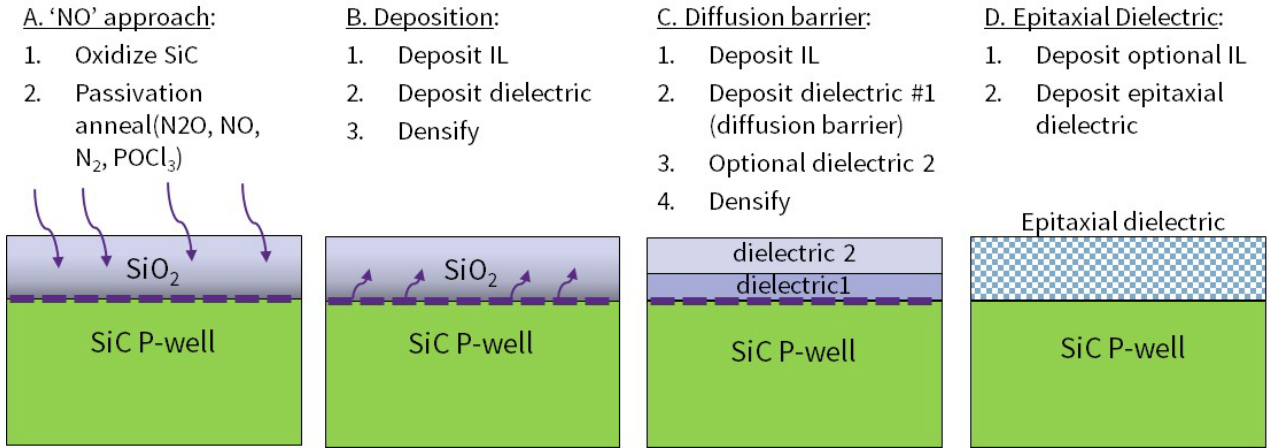 A. ‘NO’ approach:
1. Oxidize SiC
2. Passivation
anneal(N2O, NO,
N₂, POCl₃)
SiO₂
SiC P-well
B. Deposition:
1. Deposit IL
2. Deposit dielectric
3. Densify
SiO₂
SiC P-well
C. Diffusion barrier:
1. Deposit IL
2. Deposit dielectric #1
(diffusion barrier)
3. Optional dielectric 2
4. Densify
dielectric 2
dielectric1
SiC P-well
D. Epitaxial Dielectric:
1. Deposit optional IL
2. Deposit epitaxial
dielectric
Epitaxial dielectric
SiC P-well